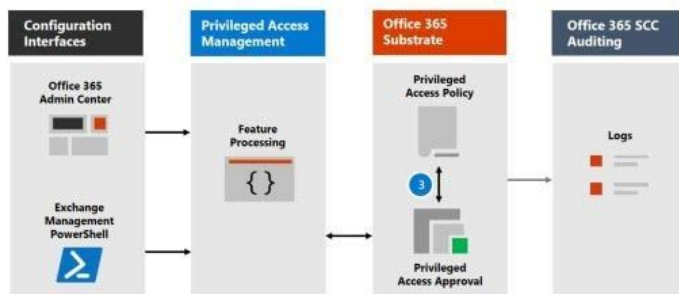 Configuration
Interfaces
Privileged Access
Management
Office 365
Substrate
Office 365 SCC
Auditing
Office 365
Admin Center
Exchange
Management
PowerShell
Feature
Processing
{ }
Privileged
Access Policy
3
Privileged
Access Approval
Logs